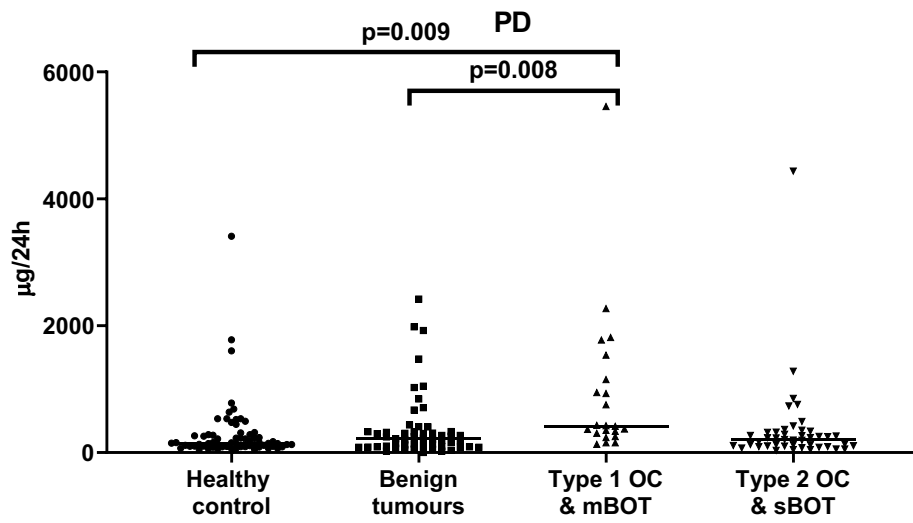 PD
p=0.009
p=0.008
6000
4000
2000
0
µg/24h
Healthy
control
Benign
tumours
Type 1 OC
& mBOT
Type 2 OC
& sBOT